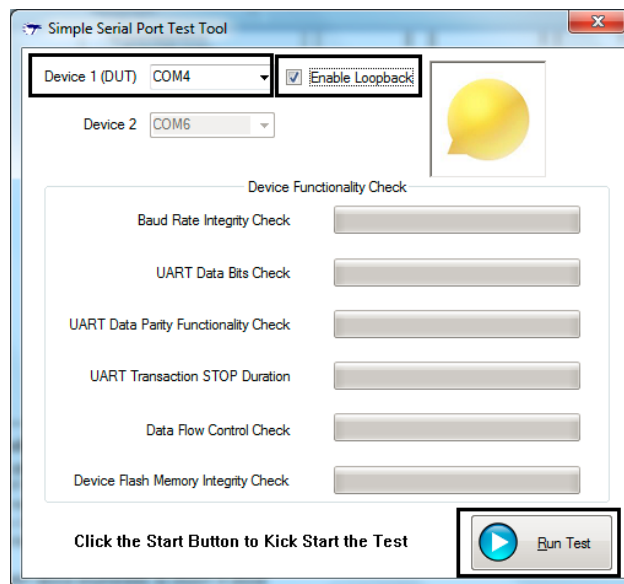 Simple Serial Port Test Tool
Device 1 (DUT) COM4 Enable Loopback
Device 2 COM6
Device Functionality Check
Baud Rate Integrity Check
UART Data Bits Check
UART Data Parity Functionality Check
UART Transaction STOP Duration
Data Flow Control Check
Device Flash Memory Integrity Check
Click the Start Button to Kick Start the Test
Run Test